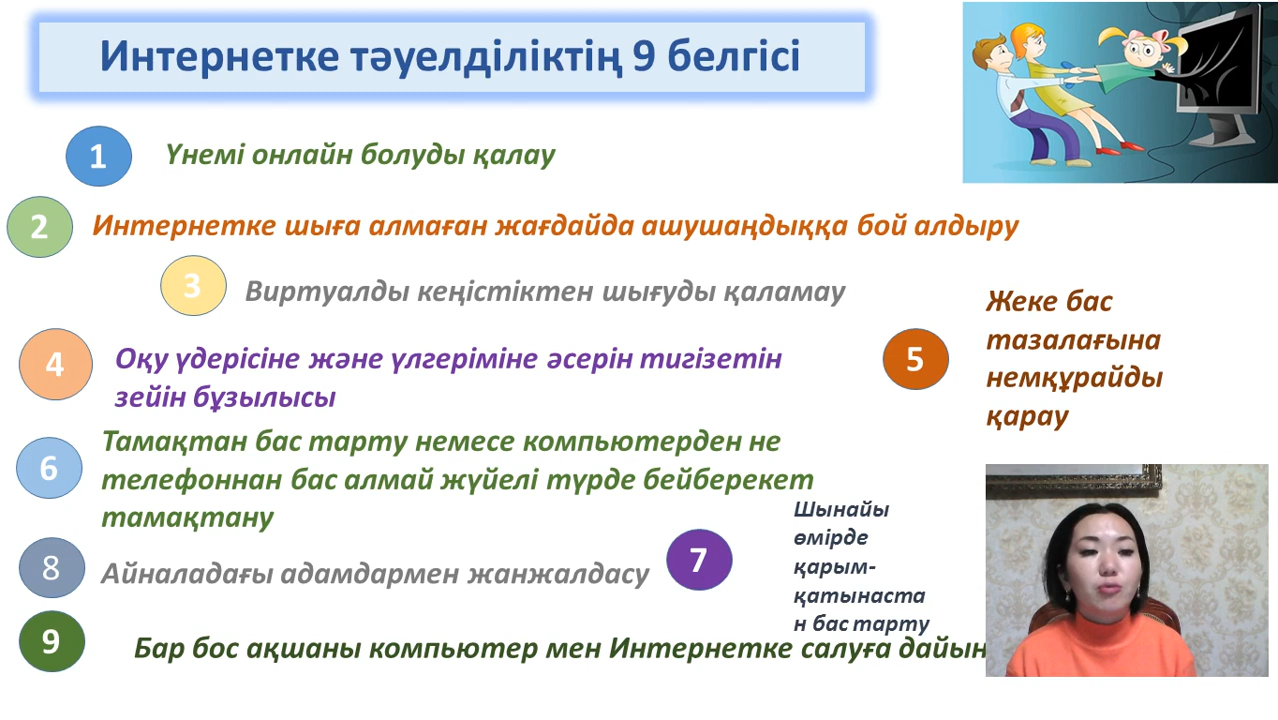 Интернетке тәуелділіктің 9 белгісі
1
Үнемі онлайн болуды қалау
2
Интернетке шыға алмаған жағдайда ашушаңдыққа бой алдыру
3
Виртуалды кеңістіктен шығуды қаламау
4
Оқу үдерісіне және үлгеріміне әсерін тигізетін
зейін бұзылысы
5
Жеке бас
тазалағына
немқұрайды
қарау
6
Тамақтан бас тарту немесе компьютерден не
телефоннан бас алмай жүйелі түрде бейберекет
тамақтану
7
Шынайы
өмірде
қарым-
қатынаста
н бас тарту
8
Айналадағы адамдармен жанжалдасу
9
Бар бос ақшаны компьютер мен Интернетке салуға дайын